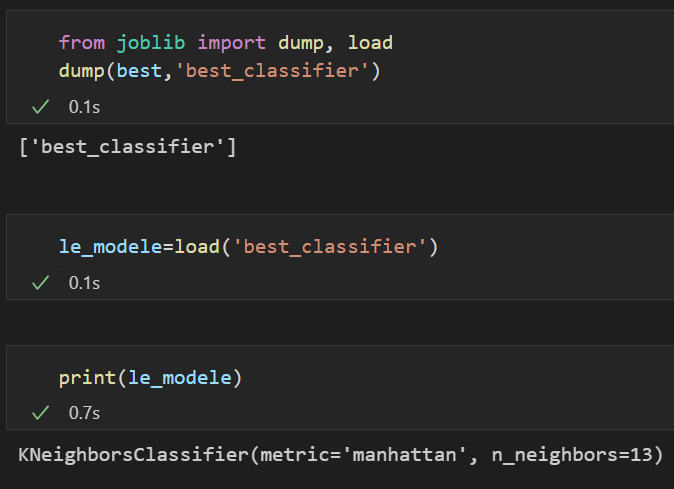 from joblib import dump, load
dump(best,'best_classifier')
0.1s
['best_classifier']
le_modele=load('best_classifier')
0.1s
print(le_modele)
0.7s
KNeighborsClassifier(metric='manhattan', n_neighbors=13)